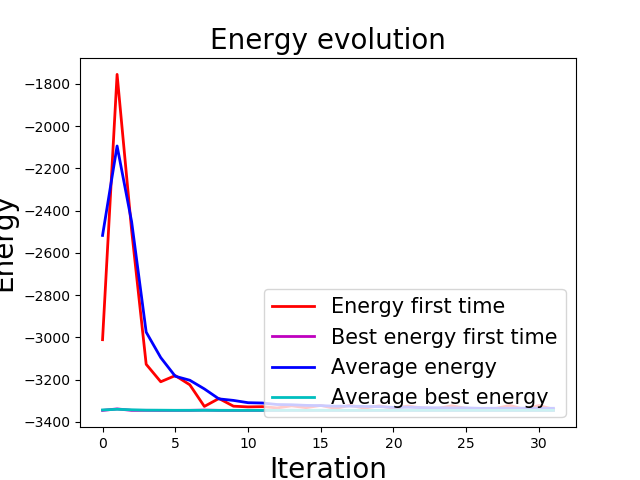 Energy evolution
Energy
−1800
−2000
−2200
−2400
−2600
−2800
−3000
−3200
−3400
Energy first time
Best energy first time
Average energy
Average best energy
0 5 10 15 20 25 30
Iteration